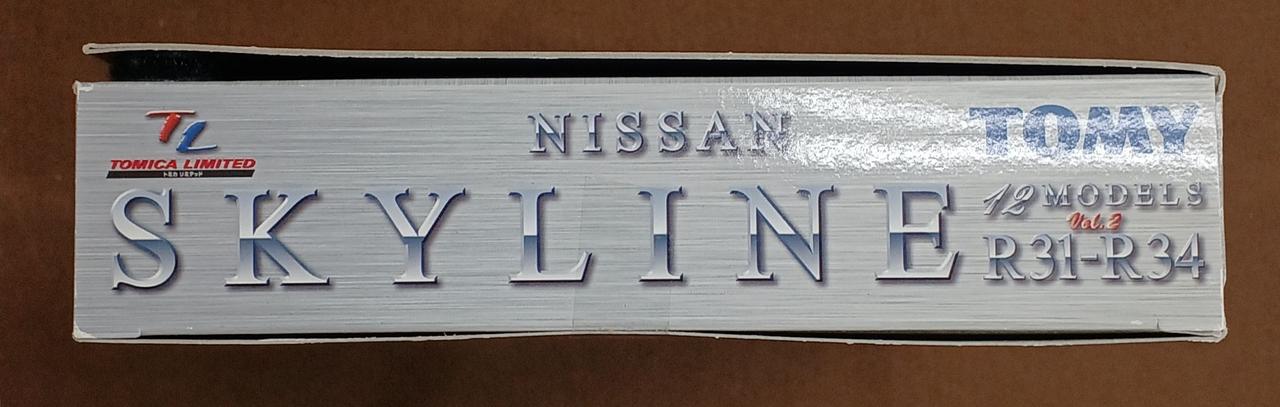 TL
NISSAN
TOMY
TOMICA LIMITED
トミカ リミテッド
SKYLINE
12 MODELS
Vol.2
R31-R34